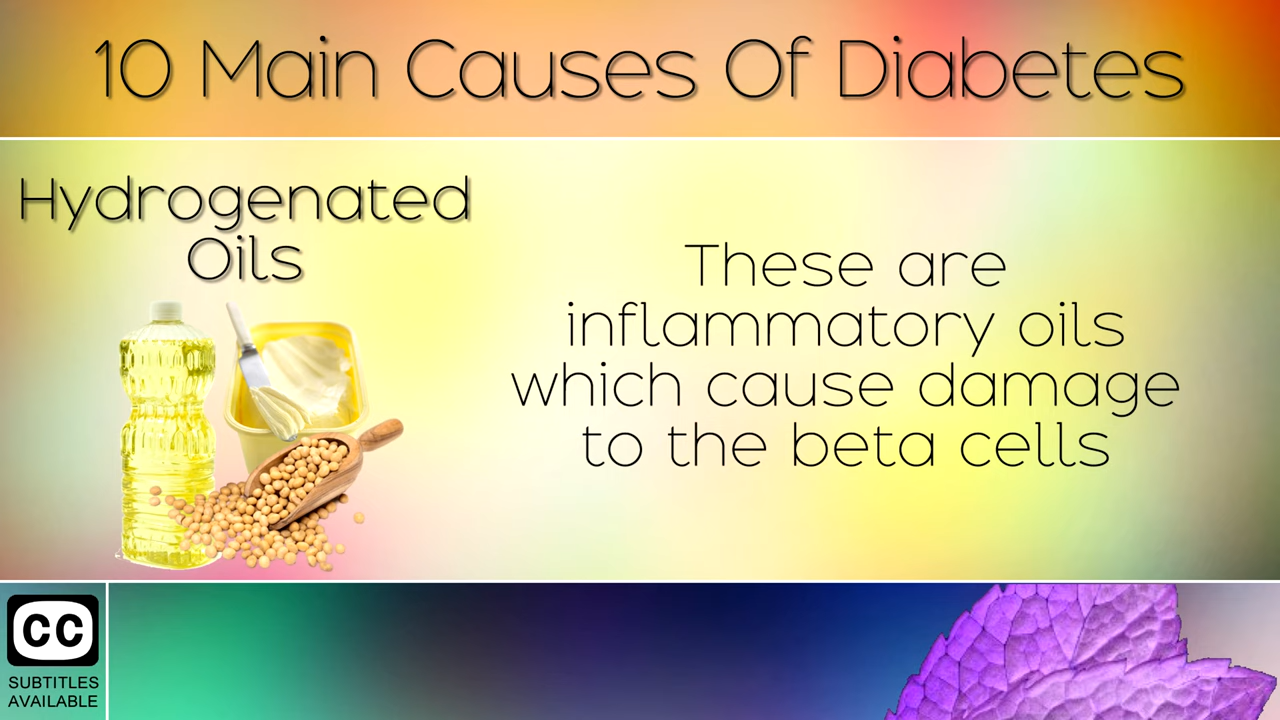 10 Main Causes Of Diabetes
Hydrogenated
Oils
These are
inflammatory oils
which cause damage
to the beta cells
CC
SUBTITLES
AVAILABLE